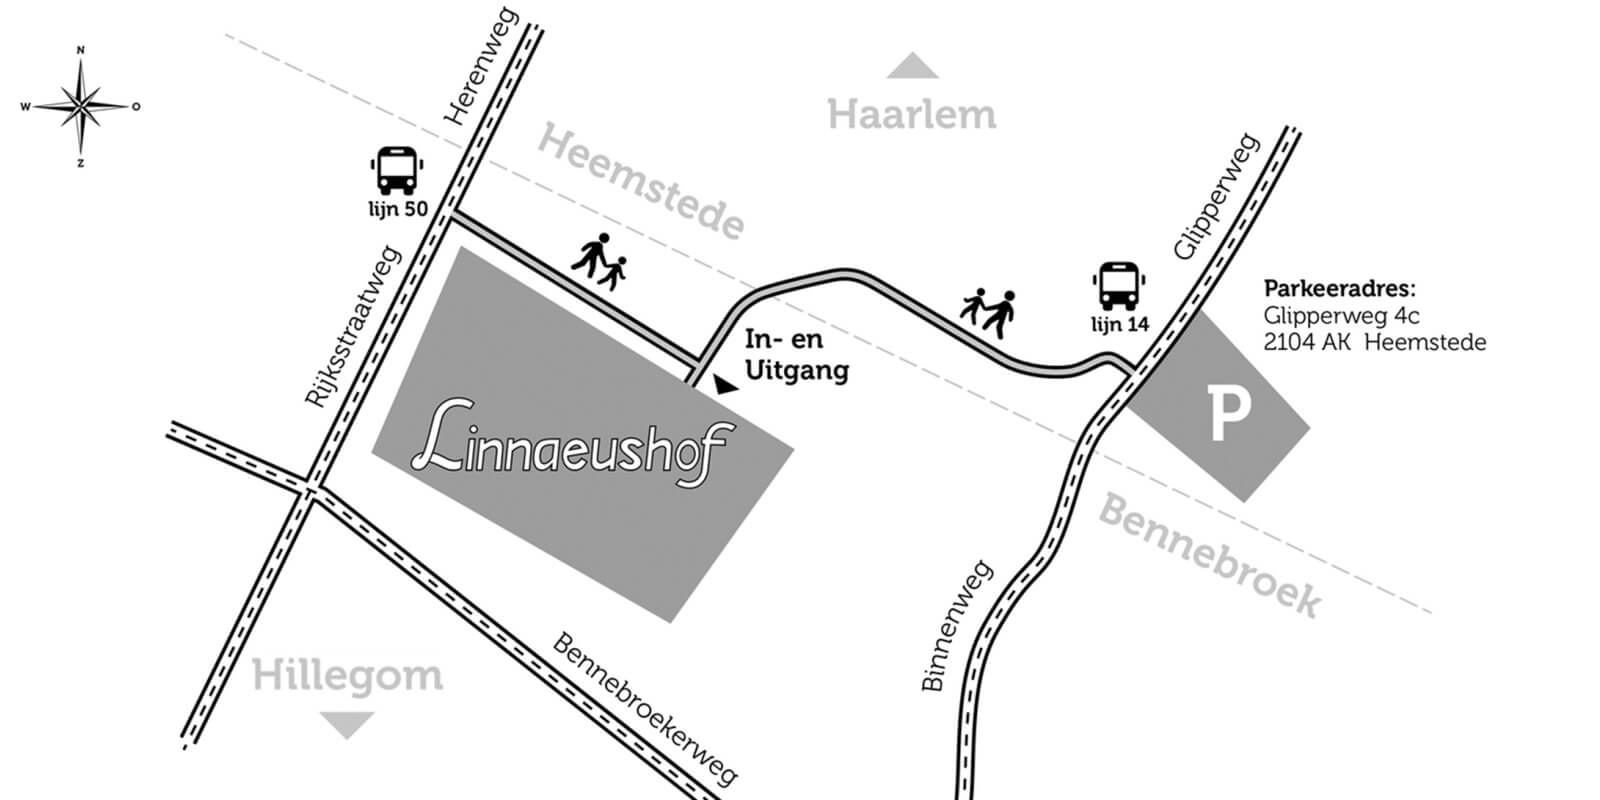 N
W
O
Z
Herenweg
Haarlem
Heemstede
lijn 50
Glipperweg
Rijksstraatweg
lijn 14
Parkeeradres:
Glipperweg 4c
2104 AK Heemstede
In- en
Uitgang
P
Linnaeushof
Bennebroek
Binnenweg
Hillegom
Bennebroekerweg